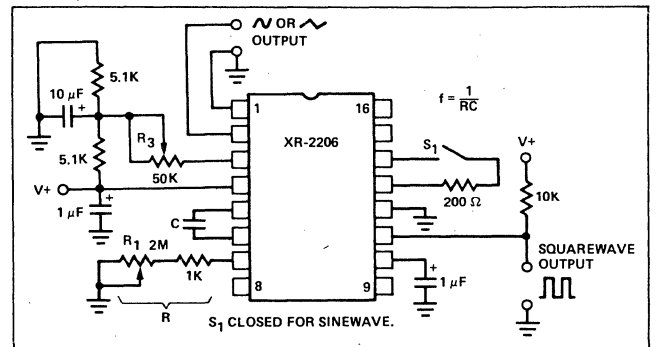 OR
OUTPUT
5.1K
10 µF
+
1
16
f = 1/RC
XR-2206
R3
S1
V+
5.1K
50K
V+
200 Ω
10K
+
1 µF
C
SQUAREWAVE
OUTPUT
R1 2M
1K
+
1 µF
8
9
R
S1 CLOSED FOR SINEWAVE.